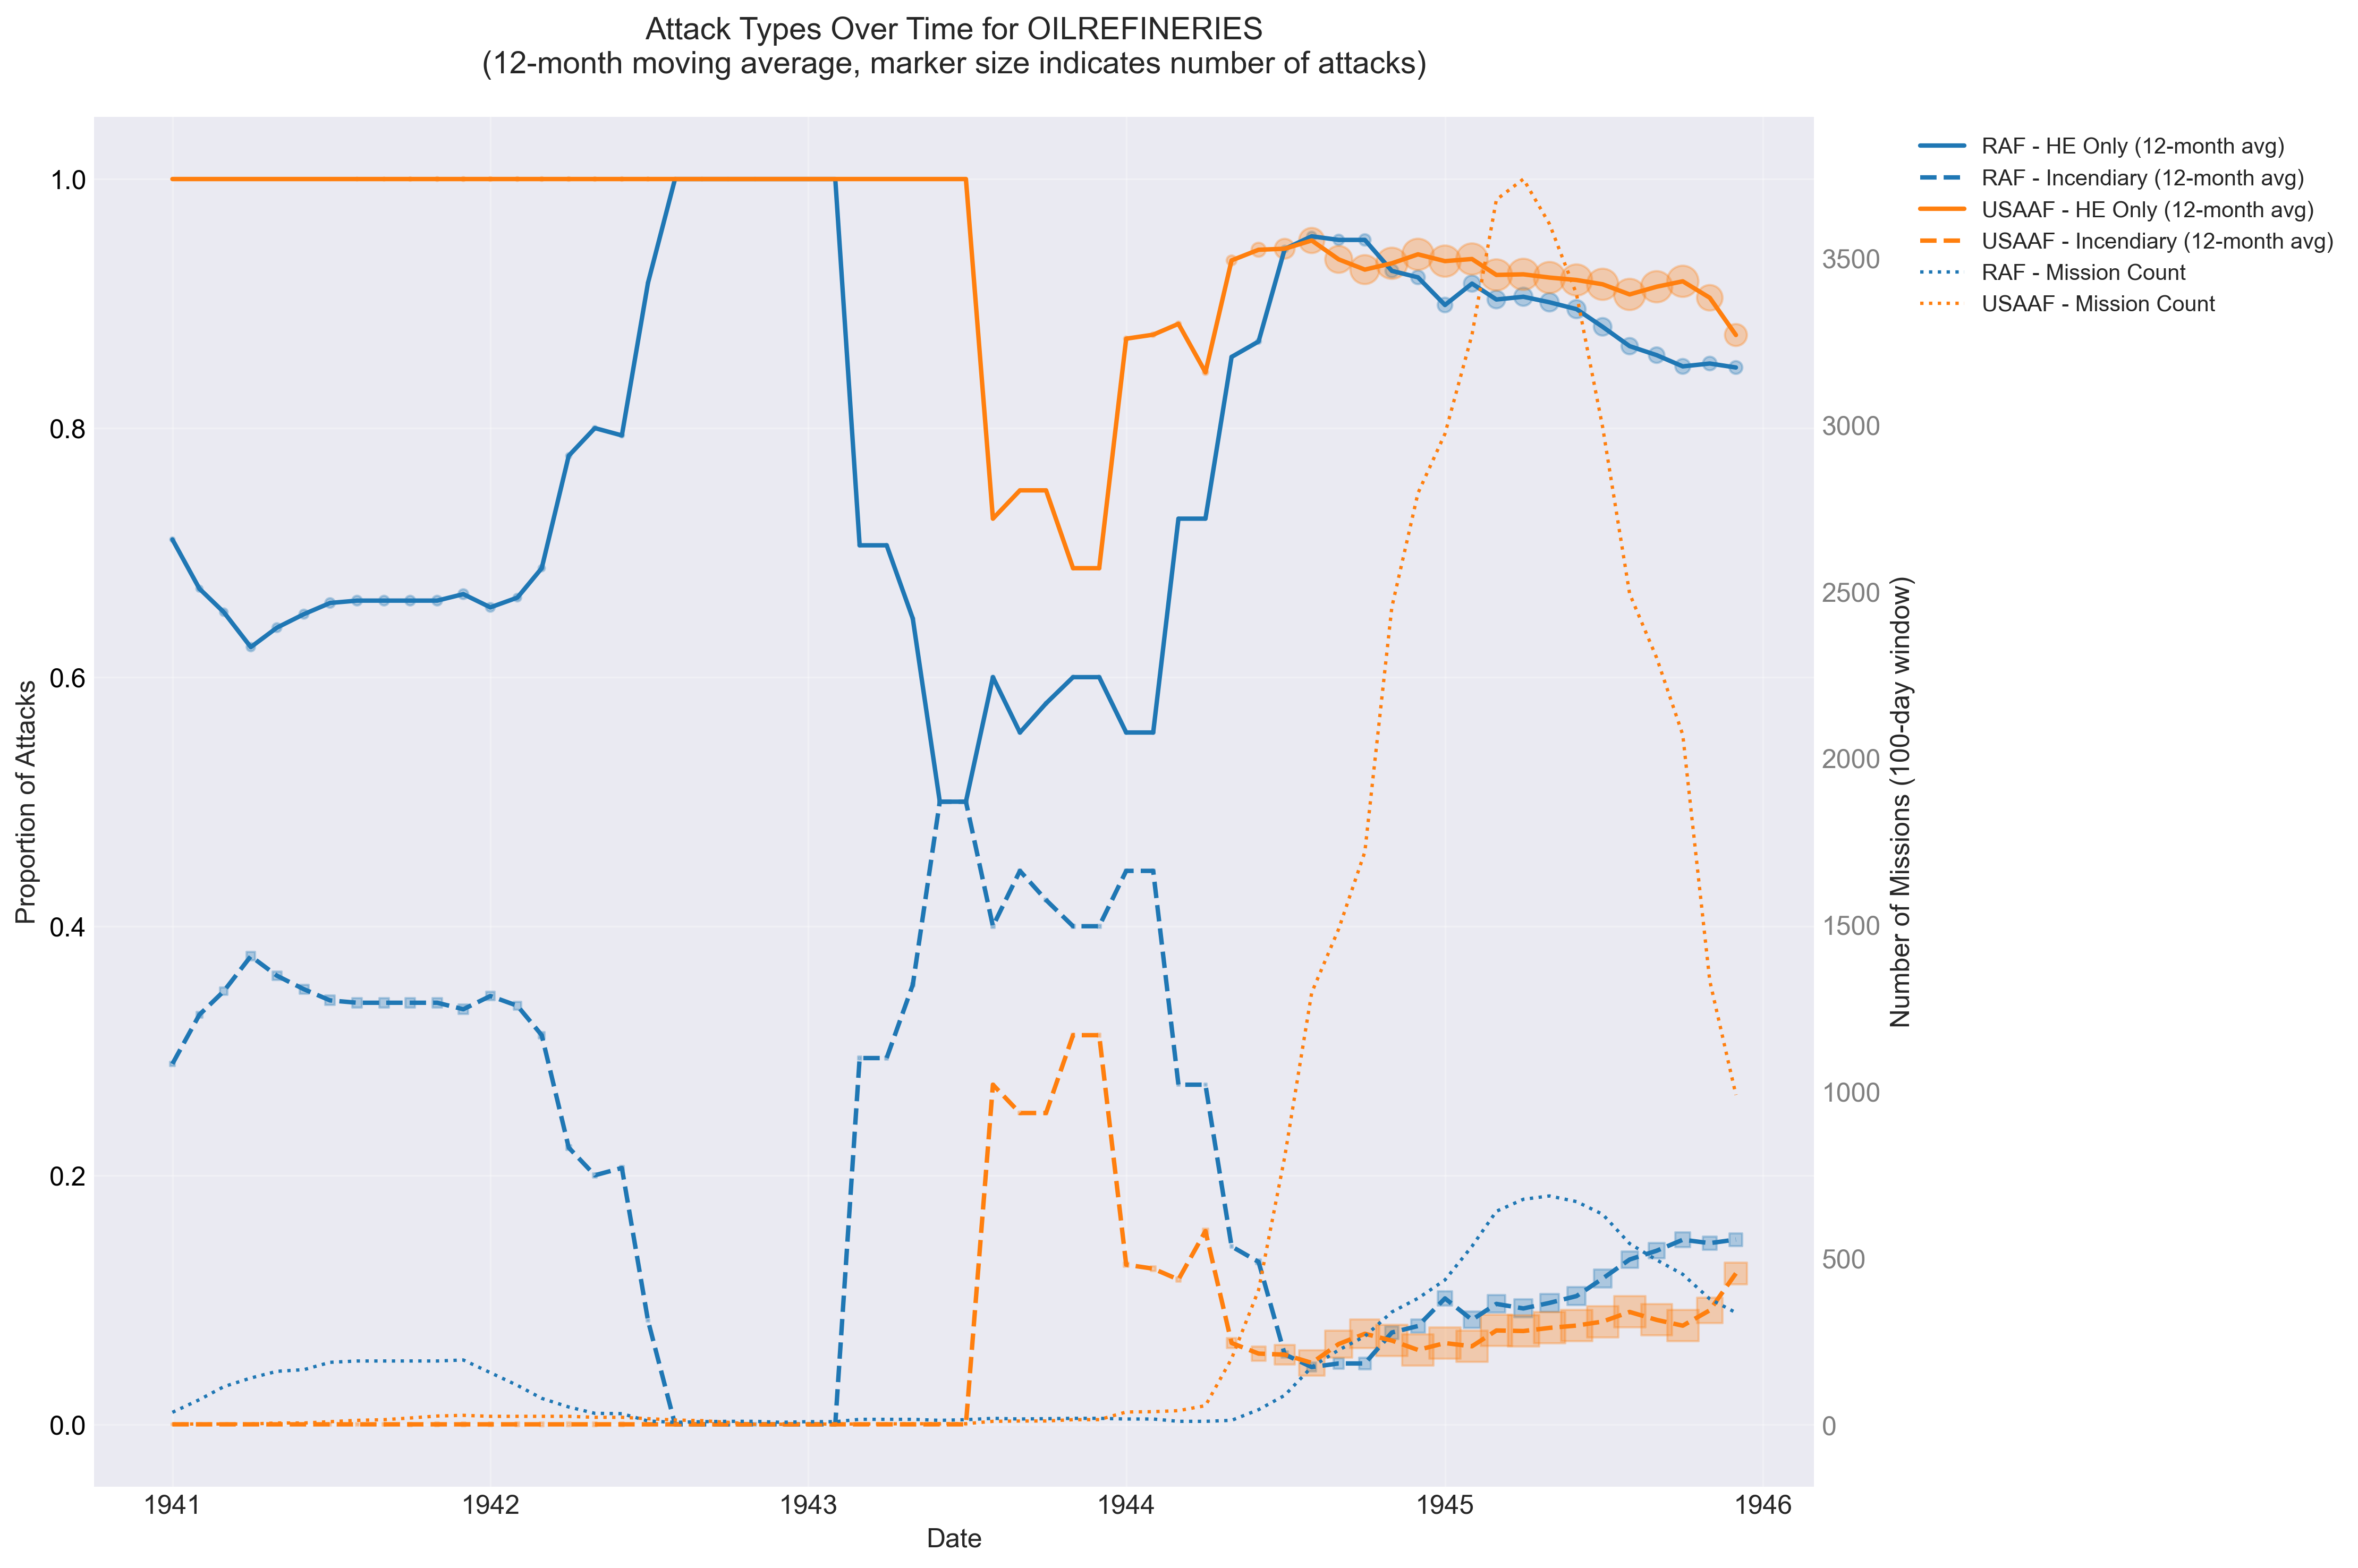 Attack Types Over Time for OILREFINERIES
(12-month moving average, marker size indicates number of attacks)
RAF - HE Only (12-month avg)
RAF - Incendiary (12-month avg)
USAAF - HE Only (12-month avg)
USAAF - Incendiary (12-month avg)
RAF - Mission Count
USAAF - Mission Count
Proportion of Attacks
1.0
0.8
0.6
0.4
0.2
0.0
3500
3000
2500
2000
1500
1000
500
0
Number of Missions (100-day window)
1941
1942
1943
1944
1945
1946
Date